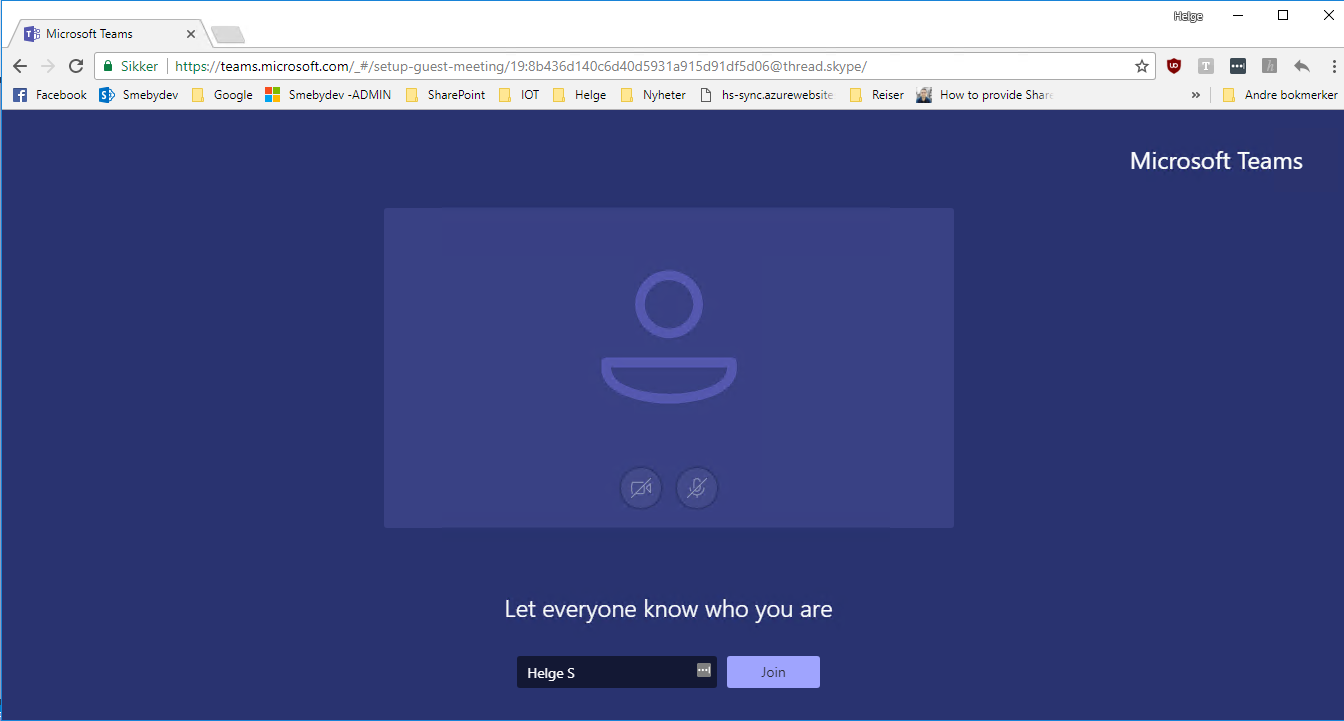 Helge
Microsoft Teams
Sikker https://teams.microsoft.com/_#/setup-guest-meeting/19:8b436d140c6d40d5931a915d91df5d06@thread.skype/
Facebook Smebydev Google Smebydev -ADMIN SharePoint IOT Helge Nyheter hs-sync.azurewebsite Reiser How to provide Share » Andre bokmerker
Microsoft Teams
Let everyone know who you are
Helge S Join